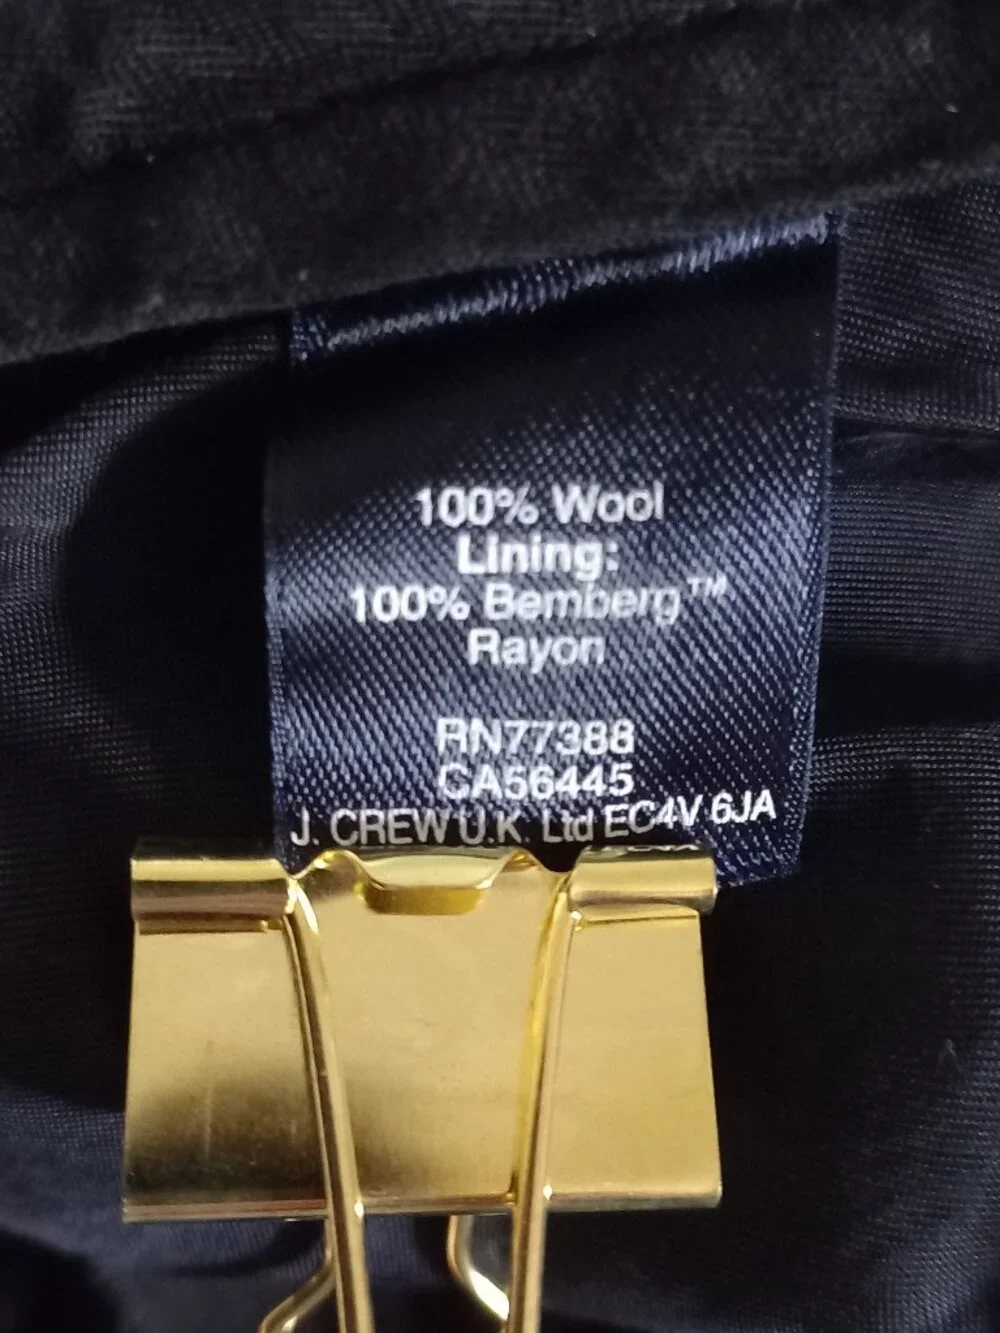 100% Wool
Lining:
100% Bemberg™
Rayon
RN77388
CA56445
J. CREW U.K. Ltd EC4V 6JA